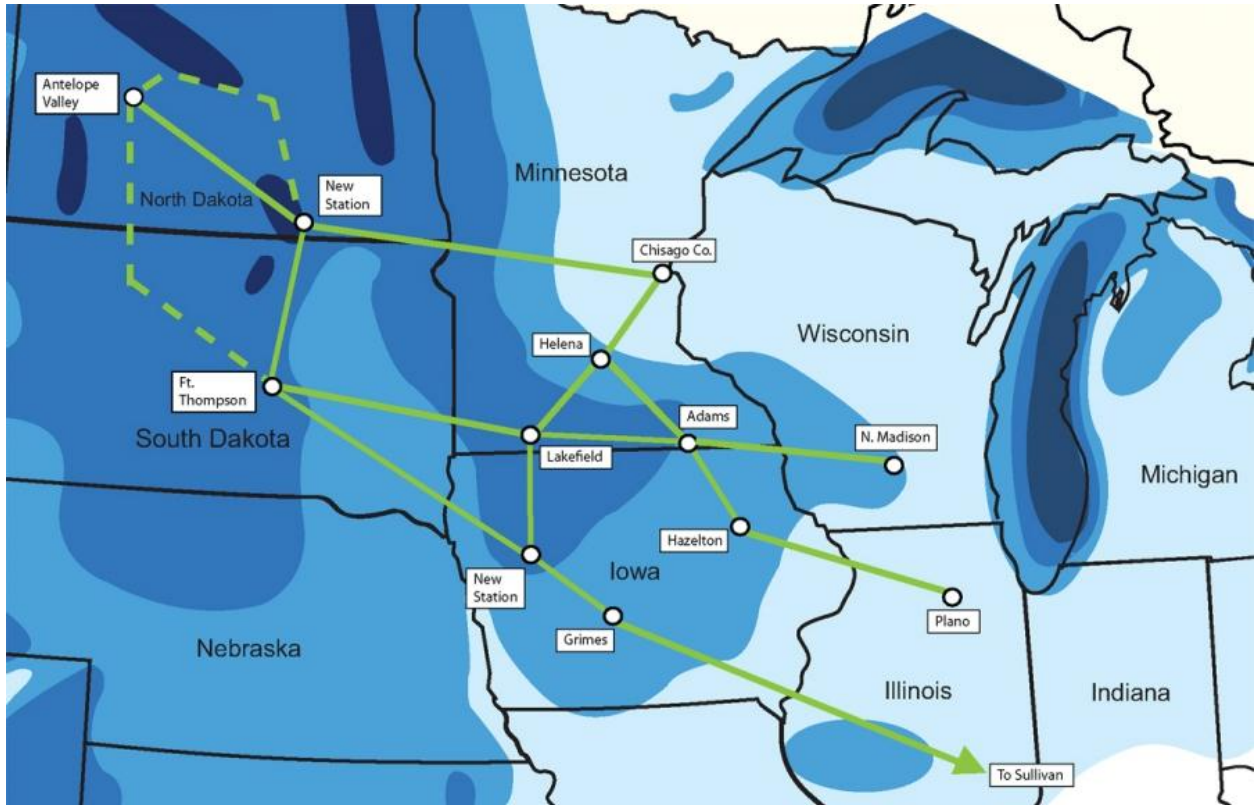 Antelope
Valley
Minnesota
North Dakota
New
Station
Chisago Co.
Wisconsin
Helena
Ft.
Thompson
Adams
South Dakota
N. Madison
Lakefield
Michigan
Hazelton
Iowa
New
Station
Plano
Grimes
Nebraska
Illinois
Indiana
To Sullivan